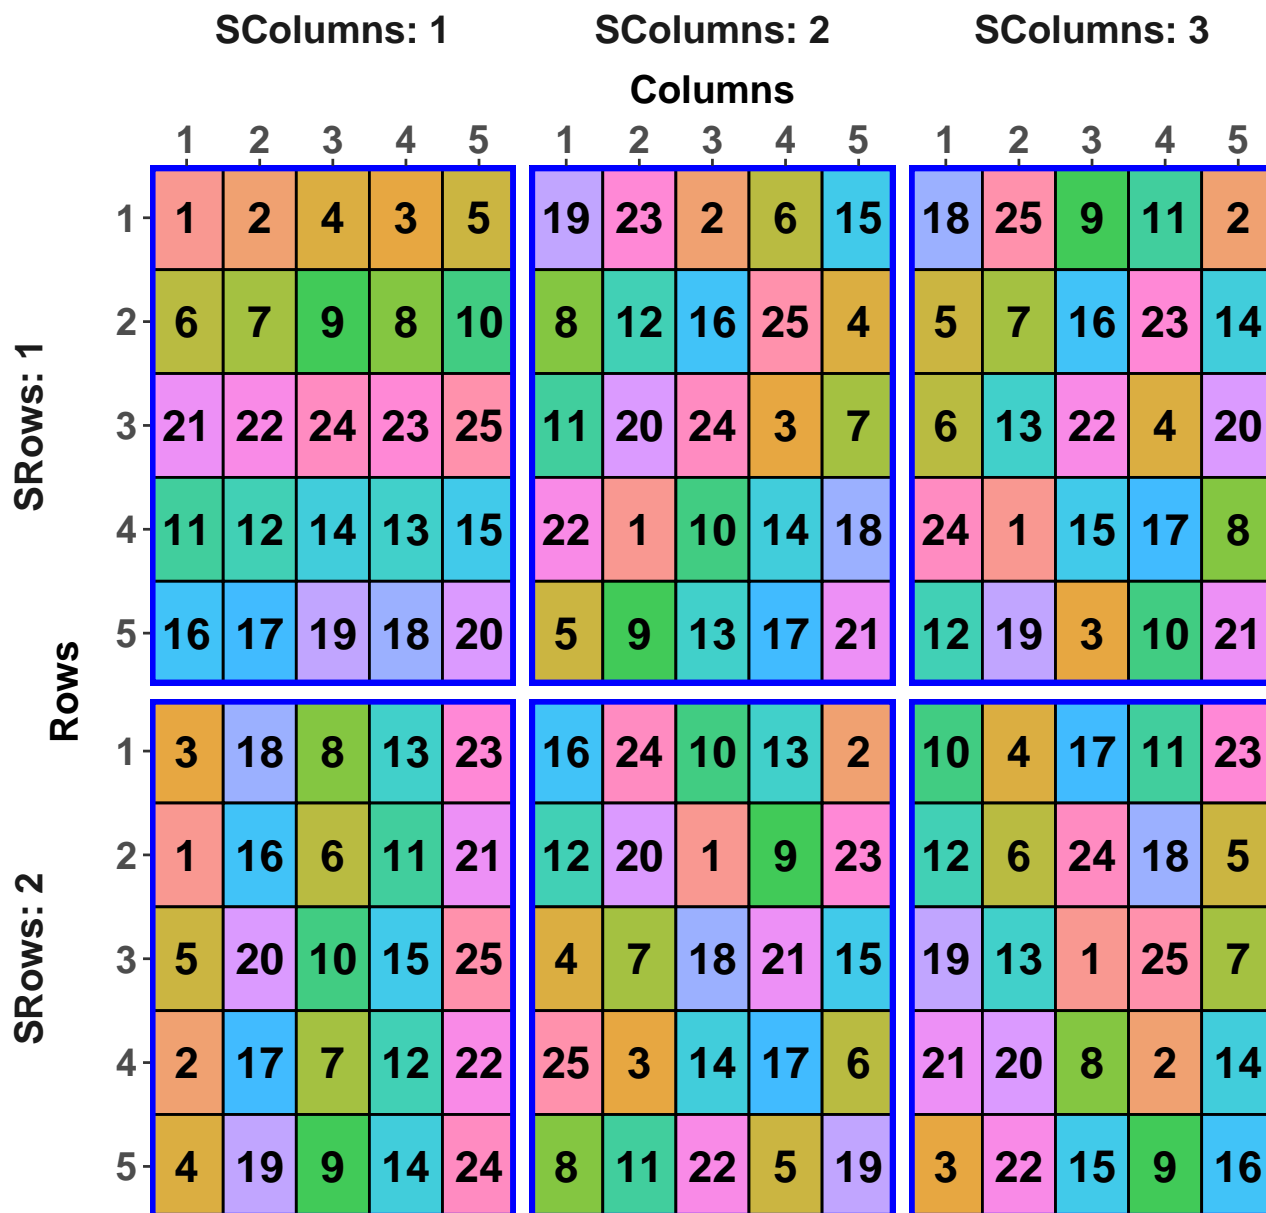 SColumns: 1 SColumns: 2 SColumns: 3
Columns
1 2 3 4 5 1 2 3 4 5 1 2 3 4 5
1 1 2 4 3 5 19 23 2 6 15 18 25 9 11 2
2 6 7 9 8 10 8 12 16 25 4 5 7 16 23 14
SRows: 1
3 21 22 24 23 25 11 20 24 3 7 6 13 22 4 20
4 11 12 14 13 15 22 1 10 14 18 24 1 15 17 8
5 16 17 19 18 20 5 9 13 17 21 12 19 3 10 21
Rows
1 3 18 8 13 23 16 24 10 13 2 10 4 17 11 23
2 1 16 6 11 21 12 20 1 9 23 12 6 24 18 5
SRows: 2
3 5 20 10 15 25 4 7 18 21 15 19 13 1 25 7
4 2 17 7 12 22 25 3 14 17 6 21 20 8 2 14
5 4 19 9 14 24 8 11 22 5 19 3 22 15 9 16